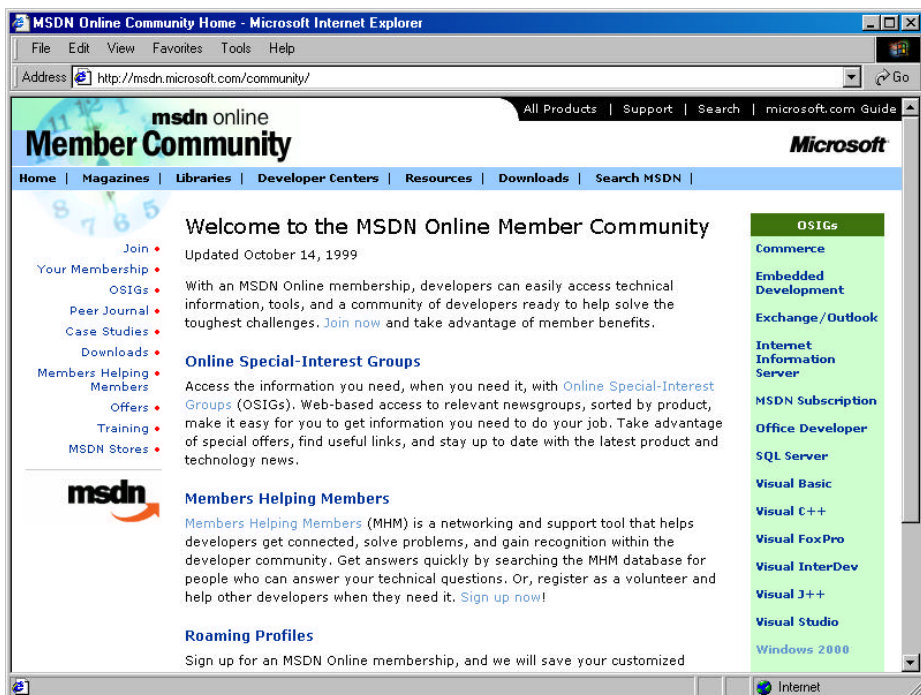 MSDN Online Community Home - Microsoft Internet Explorer
File Edit View Favorites Tools Help
Address http://msdn.microsoft.com/community/ Go
All Products | Support | Search | microsoft.com Guide
msdn online
Member Community
Microsoft
Home | Magazines | Libraries | Developer Centers | Resources | Downloads | Search MSDN |
Join
Your Membership
OSIGs
Peer Journal
Case Studies
Downloads
Members Helping
Members
Offers
Training
MSDN Stores
msdn
Welcome to the MSDN Online Member Community
Updated October 14, 1999
With an MSDN Online membership, developers can easily access technical
information, tools, and a community of developers ready to help solve the
toughest challenges. Join now and take advantage of member benefits.
Online Special-Interest Groups
Access the information you need, when you need it, with Online Special-Interest
Groups (OSIGs). Web-based access to relevant newsgroups, sorted by product,
make it easy for you to get information you need to do your job. Take advantage
of special offers, find useful links, and stay up to date with the latest product and
technology news.
Members Helping Members
Members Helping Members (MHM) is a networking and support tool that helps
developers get connected, solve problems, and gain recognition within the
developer community. Get answers quickly by searching the MHM database for
people who can answer your technical questions. Or, register as a volunteer and
help other developers when they need it. Sign up now!
Roaming Profiles
Sign up for an MSDN Online membership, and we will save your customized
OSIGs
Commerce
Embedded
Development
Exchange/Outlook
Internet
Information
Server
MSDN Subscription
Office Developer
SQL Server
Visual Basic
Visual C++
Visual FoxPro
Visual InterDev
Visual J++
Visual Studio
Windows 2000
Internet